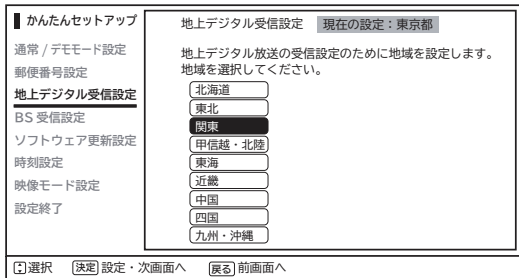 かんたんセットアップ
通常 / デモモード設定
郵便番号設定
地上デジタル受信設定
BS 受信設定
ソフトウェア更新設定
時刻設定
映像モード設定
設定終了
地上デジタル受信設定 現在の設定：東京都
地上デジタル放送の受信設定のために地域を設定します。
地域を選択してください。
北海道
東北
関東
甲信越・北陸
東海
近畿
中国
四国
九州・沖縄
選択 決定 設定・次画面へ 戻る 前画面へ